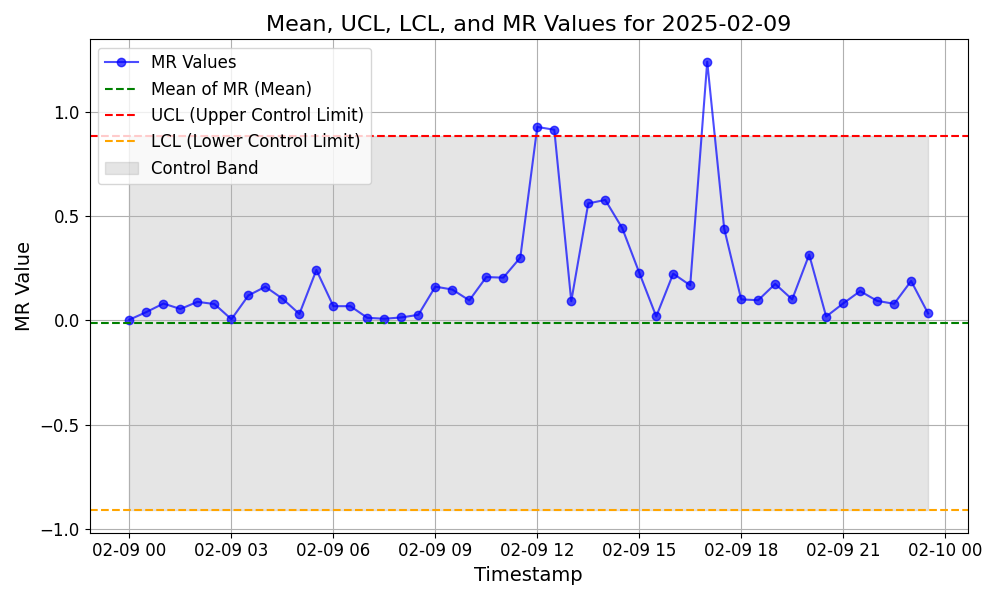 Mean, UCL, LCL, and MR Values for 2025-02-09
MR Values
Mean of MR (Mean)
UCL (Upper Control Limit)
LCL (Lower Control Limit)
Control Band
MR Value
1.0
0.5
0.0
−0.5
−1.0
02-09 00 02-09 03 02-09 06 02-09 09 02-09 12 02-09 15 02-09 18 02-09 21 02-10 00
Timestamp